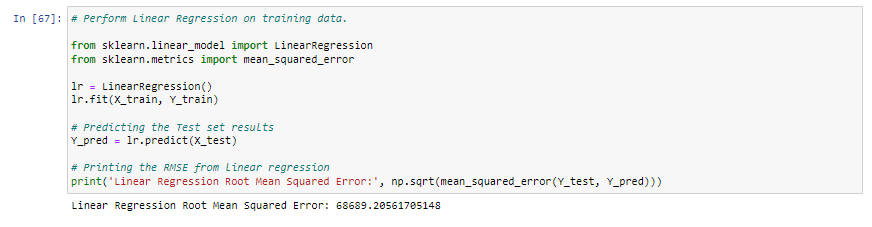 In [67]: # Perform Linear Regression on training data.
from sklearn.linear_model import LinearRegression
from sklearn.metrics import mean_squared_error
lr = LinearRegression()
lr.fit(X_train, Y_train)
# Predicting the Test set results
Y_pred = lr.predict(X_test)
# Printing the RMSE from Linear regression
print('Linear Regression Root Mean Squared Error:', np.sqrt(mean_squared_error(Y_test, Y_pred)))
Linear Regression Root Mean Squared Error: 68689.20561705148